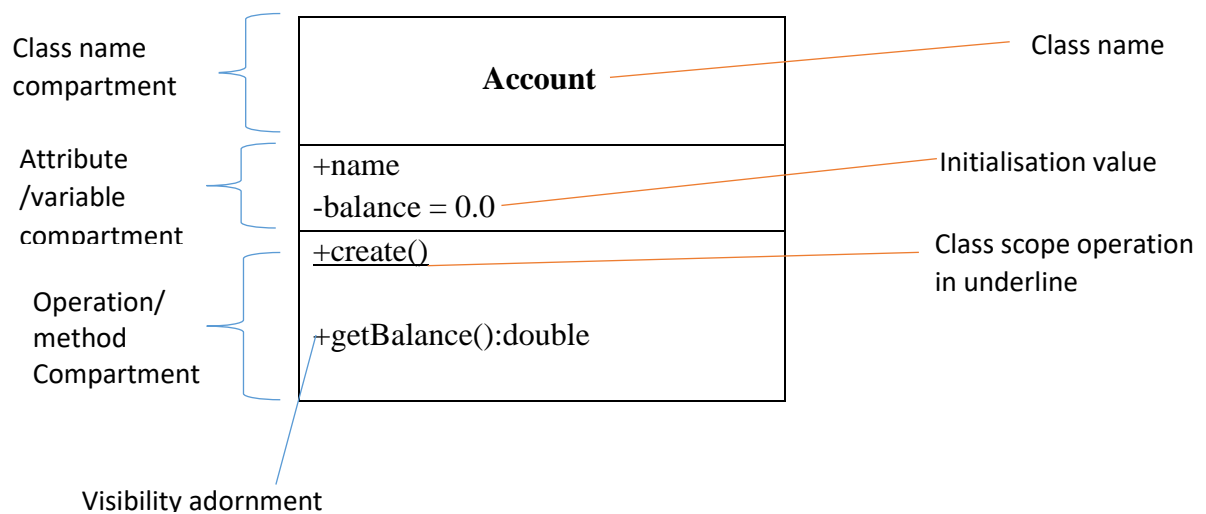 Class name
compartment
Account
Class name
Attribute
/variable
compartment
+name
-balance = 0.0
Initialisation value
+create()
Class scope operation
in underline
Operation/
method
Compartment
+getBalance():double
Visibility adornment